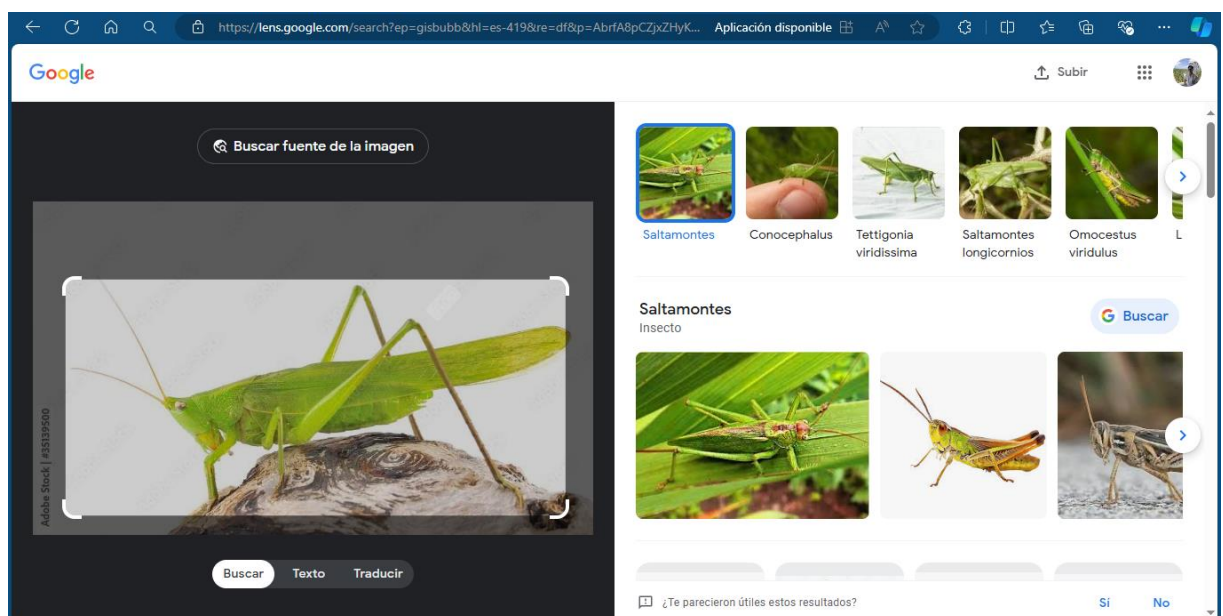 https://lens.google.com/search?ep=gisbubb&hl=es-419&re=df&p=AbrfA8pCZjxZHyK... Aplicación disponible
Google
Subir
Buscar fuente de la imagen
Adobe Stock | #35139500
Buscar Texto Traducir
Saltamontes
Conocephalus
Tettigonia
viridissima
Saltamontes
longicornios
Omocestus
viridulus
L
Saltamontes
Insecto
Buscar
¿Te parecieron útiles estos resultados?
Sí No